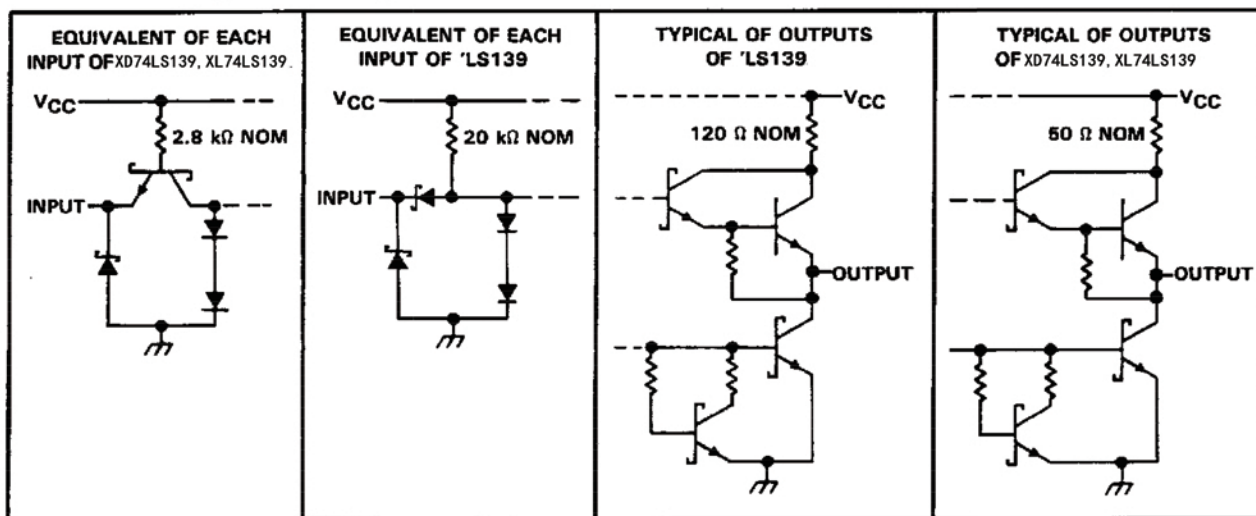 EQUIVALENT OF EACH
INPUT OF XD74LS139, XL74LS139.
VCC
2.8 kΩ NOM
INPUT
EQUIVALENT OF EACH
INPUT OF 'LS139
VCC
20 kΩ NOM
INPUT
TYPICAL OF OUTPUTS
OF 'LS139
VCC
120 Ω NOM
OUTPUT
TYPICAL OF OUTPUTS
OF XD74LS139, XL74LS139
VCC
50 Ω NOM
OUTPUT